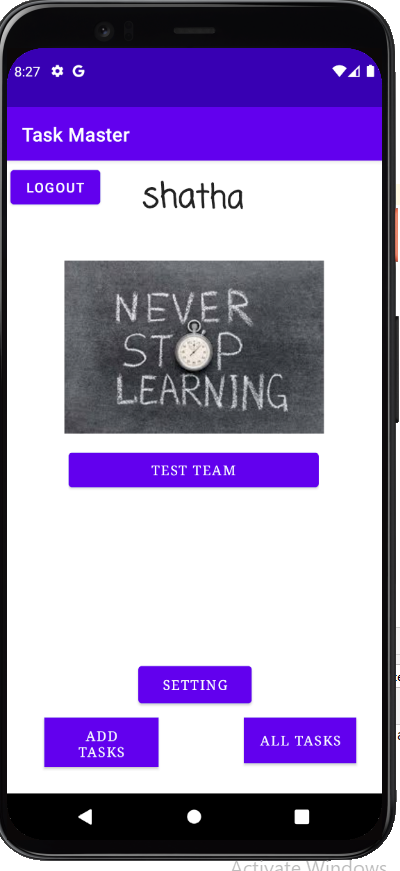 8:27
Task Master
LOGOUT
shatha
NEVER
STOP
LEARNING
TEST TEAM
SETTING
ADD
TASKS
ALL TASKS
Activate Windows